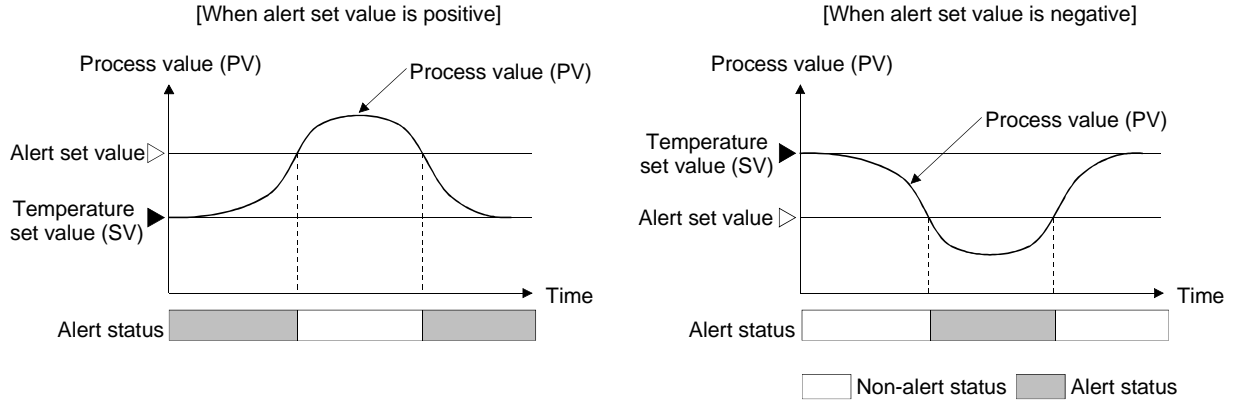 [When alert set value is positive]
Process value (PV)
Process value (PV)
Alert set value
Temperature
set value (SV)
Time
Alert status
[When alert set value is negative]
Process value (PV)
Process value (PV)
Temperature
set value (SV)
Alert set value
Time
Alert status
Non-alert status
Alert status